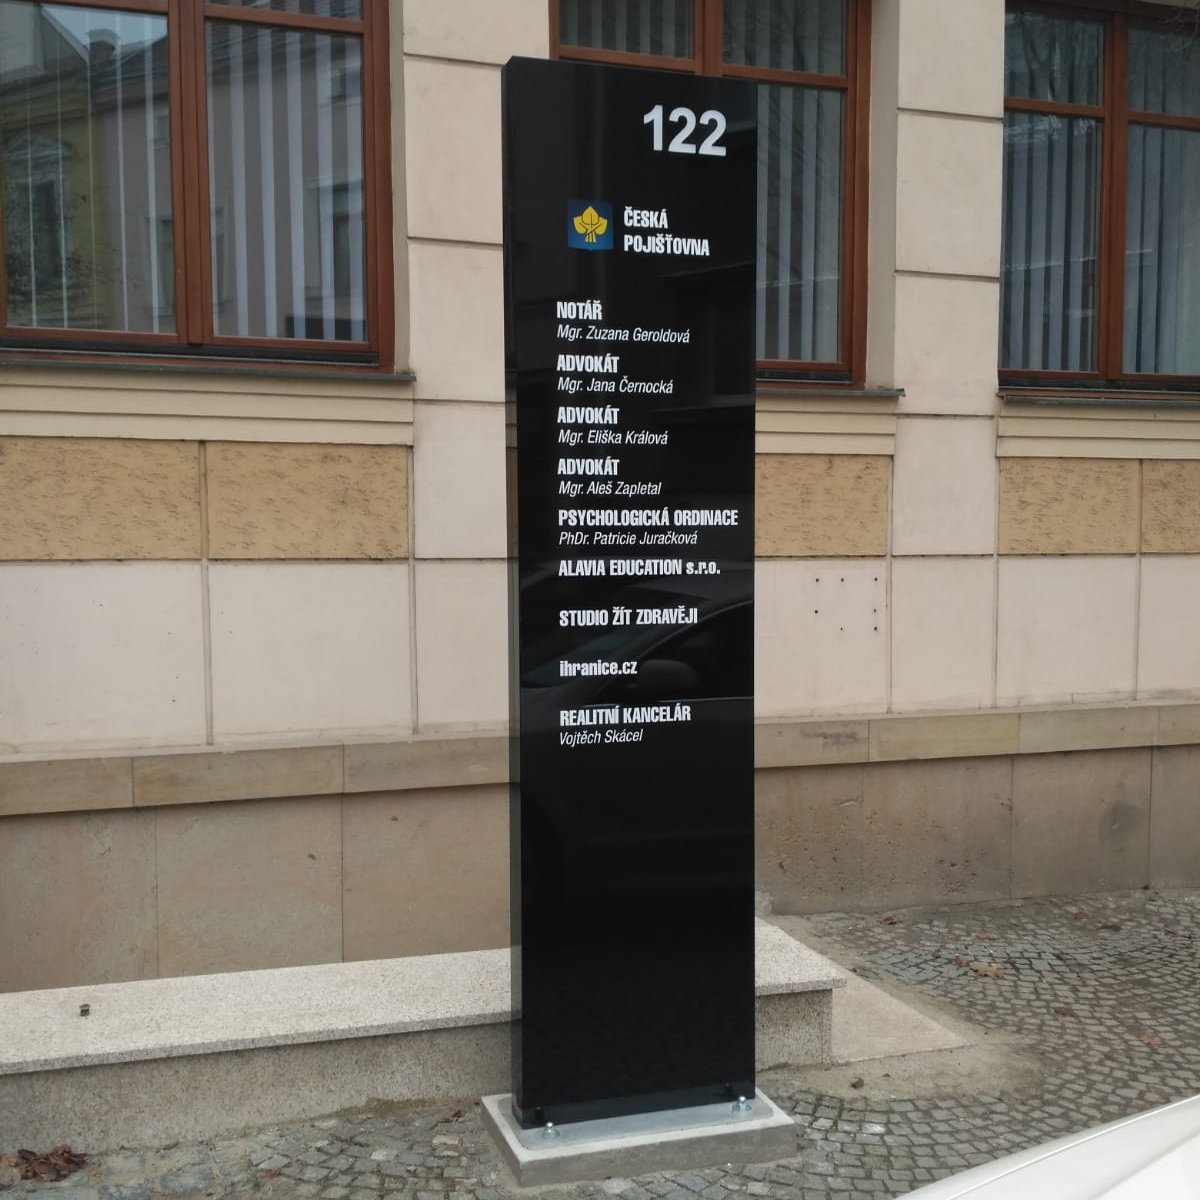 122
ČESKÁ
POJIŠŤOVNA
NOTÁŘ
Mgr. Zuzana Geroldová
ADVOKÁT
Mgr. Jana Černocká
ADVOKÁT
Mgr. Eliška Králová
ADVOKÁT
Mgr. Aleš Zapletal
PSYCHOLOGICKÁ ORDINACE
PhDr. Patricie Juračková
ALAVIA EDUCATION s.r.o.
STUDIO ŽÍT ZDRAVĚJI
ihranice.cz
REALITNÍ KANCELÁR
Vojtěch Skácel